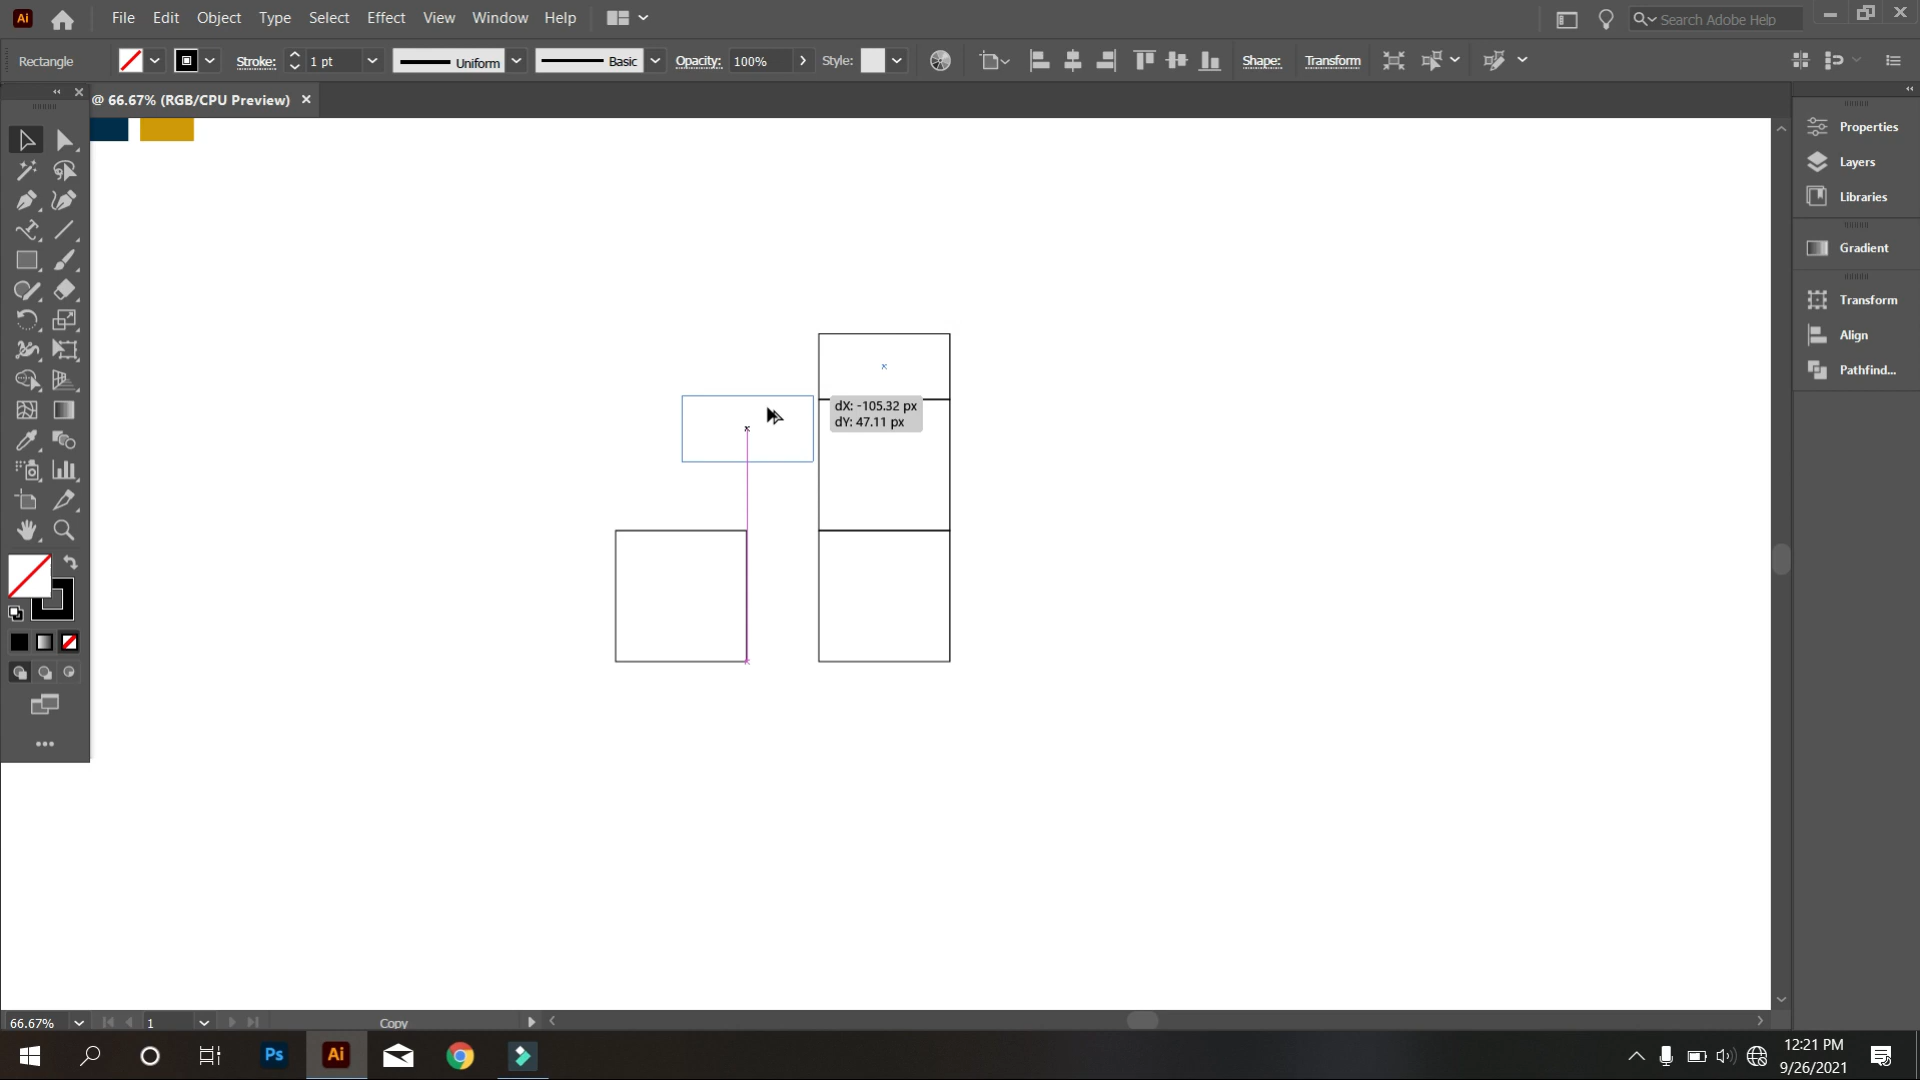 Ai File Edit Object Type Select Effect View Window Help Search Adobe Help
Rectangle Stroke: 1 pt Uniform Basic Opacity: 100% Style: Shape: Transform
@ 66.67% (RGB/CPU Preview)
Properties
Layers
Libraries
Gradient
Transform
Align
Pathfind...
dX: -105.32 px
dY: 47.11 px
66.67% 1 Copy
Ps Ai 12:21 PM
9/26/2021